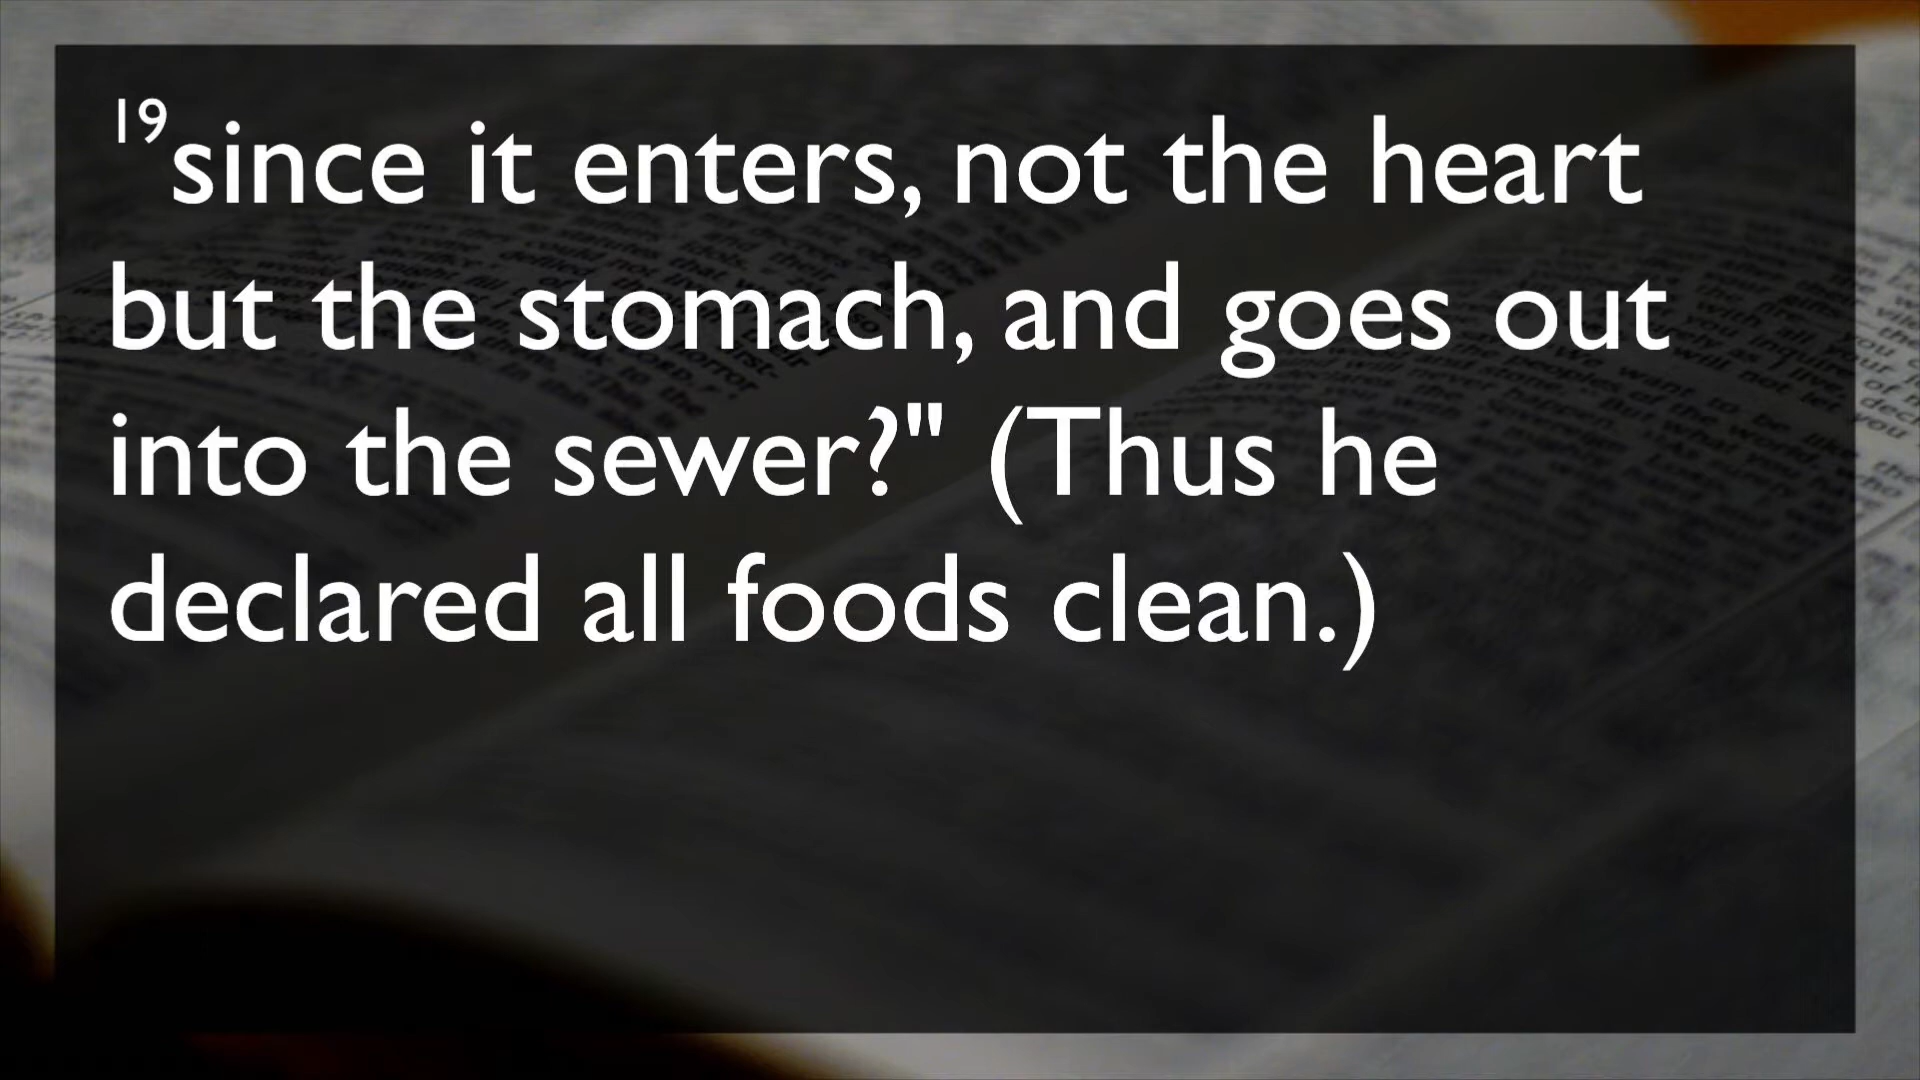 19since it enters, not the heart
but the stomach, and goes out
into the sewer?" (Thus he
declared all foods clean.)